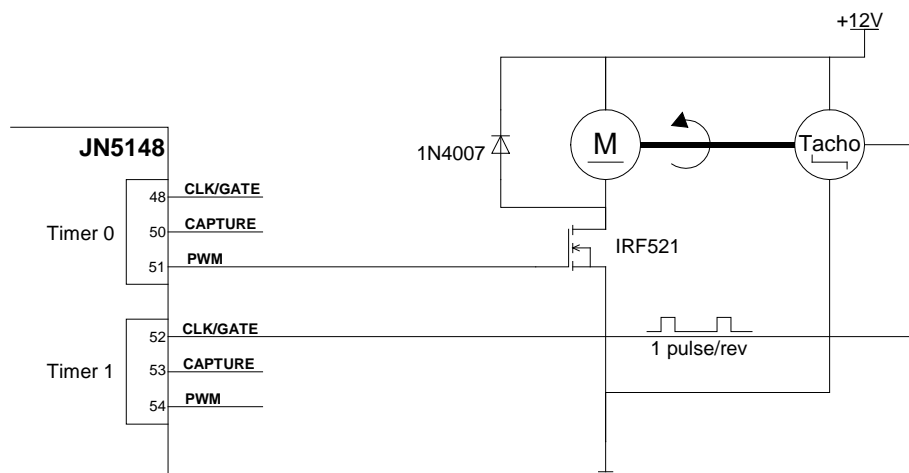 +12V
JN5148
1N4007
M
Tacho
Timer 0
48
CLK/GATE
50
CAPTURE
51
PWM
IRF521
Timer 1
52
CLK/GATE
53
CAPTURE
54
PWM
1 pulse/rev